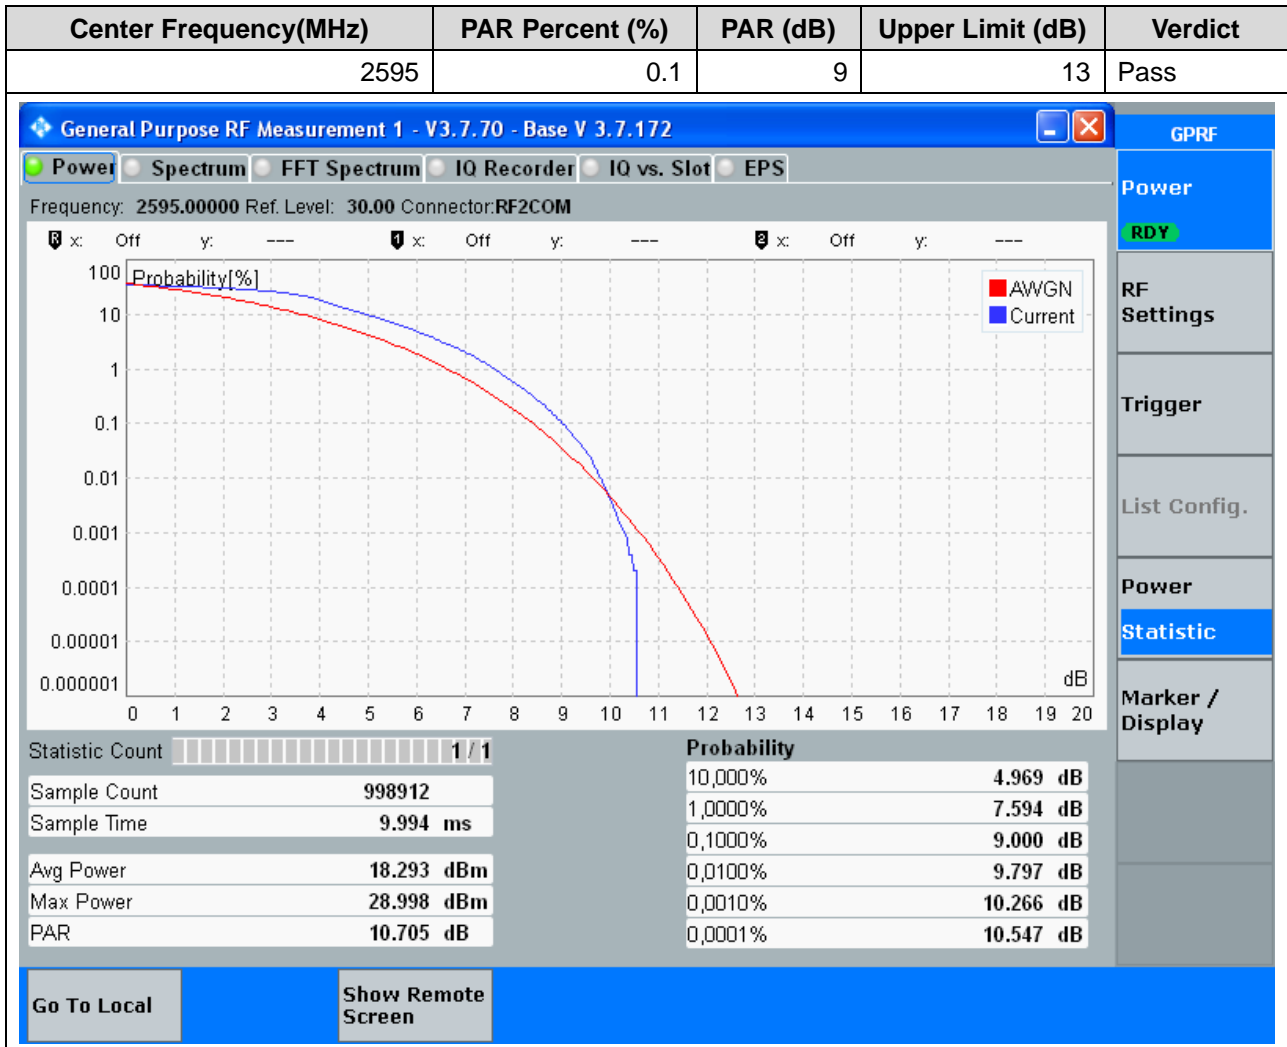 Center Frequency(MHz) PAR Percent (%) PAR (dB) Upper Limit (dB) Verdict
2595 0.1 9 13 Pass
General Purpose RF Measurement 1 - V3.7.70 - Base V 3.7.172
GPRF
Power Spectrum FFT Spectrum IQ Recorder IQ vs. Slot EPS
Power
RDY
Frequency: 2595.00000 Ref. Level: 30.00 Connector:RF2COM
R x: Off y: --- 1 x: Off y: --- 2 x: Off y: ---
Probability[%]
AWGN
Current
100
10
1
0.1
0.01
0.001
0.0001
0.00001
0.000001
dB
0 1 2 3 4 5 6 7 8 9 10 11 12 13 14 15 16 17 18 19 20
RF
Settings
Trigger
List Config.
Power
Statistic
Marker /
Display
Statistic Count 1 / 1
Sample Count 998912
Sample Time 9.994 ms
Avg Power 18.293 dBm
Max Power 28.998 dBm
PAR 10.705 dB
Probability
10,000% 4.969 dB
1,0000% 7.594 dB
0,1000% 9.000 dB
0,0100% 9.797 dB
0,0010% 10.266 dB
0,0001% 10.547 dB
Go To Local
Show Remote
Screen